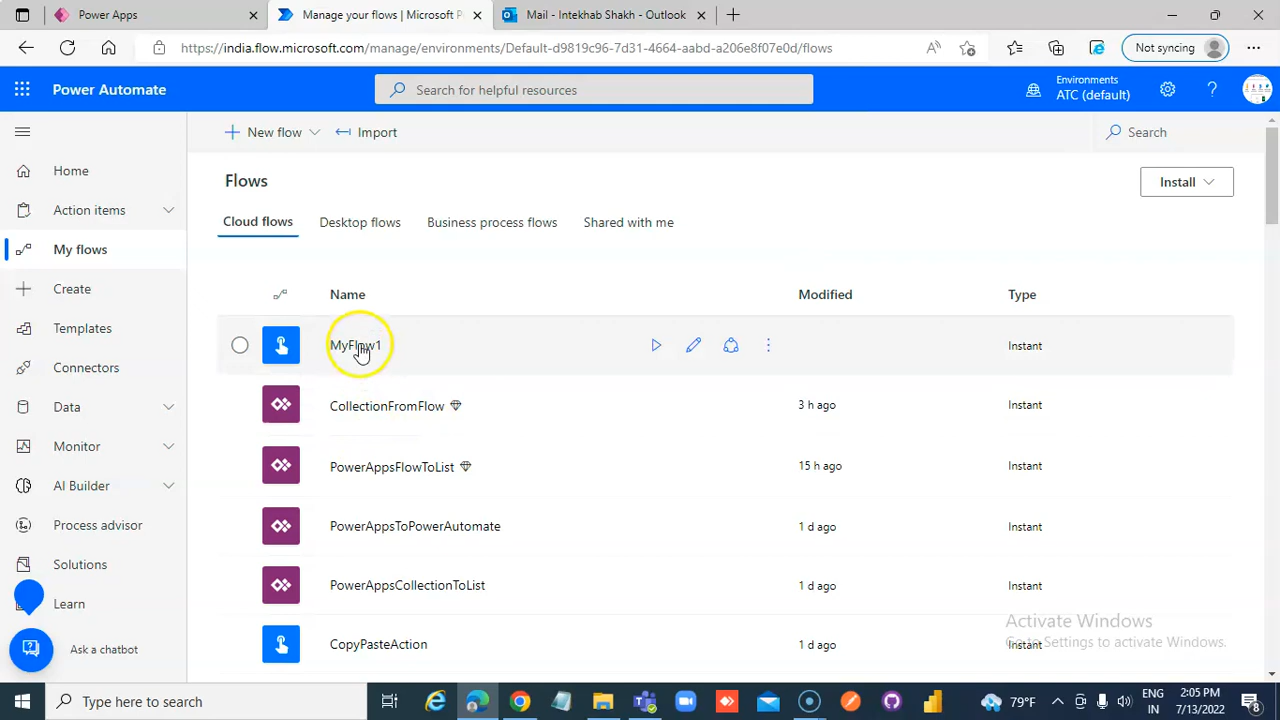 Power Apps
Manage your flows | Microsoft P
Mail - Intekhab Shakh - Outlook
https://india.flow.microsoft.com/manage/environments/Default-d9819c96-7d31-4664-aabd-a206e8f07e0d/flows
Not syncing
Power Automate
Search for helpful resources
Environments
ATC (default)
New flow
Import
Search
Home
Action items
My flows
Create
Templates
Connectors
Data
Monitor
AI Builder
Process advisor
Solutions
Learn
Ask a chatbot
Flows
Install
Cloud flows
Desktop flows
Business process flows
Shared with me
Name
Modified
Type
MyFlow1
Instant
CollectionFromFlow
3 h ago
Instant
PowerAppsFlowToList
15 h ago
Instant
PowerAppsToPowerAutomate
1 d ago
Instant
PowerAppsCollectionToList
1 d ago
Instant
CopyPasteAction
1 d ago
Instant
Activate Windows
Go to Settings to activate Windows.
Type here to search
79°F
ENG
IN
2:05 PM
7/13/2022
8